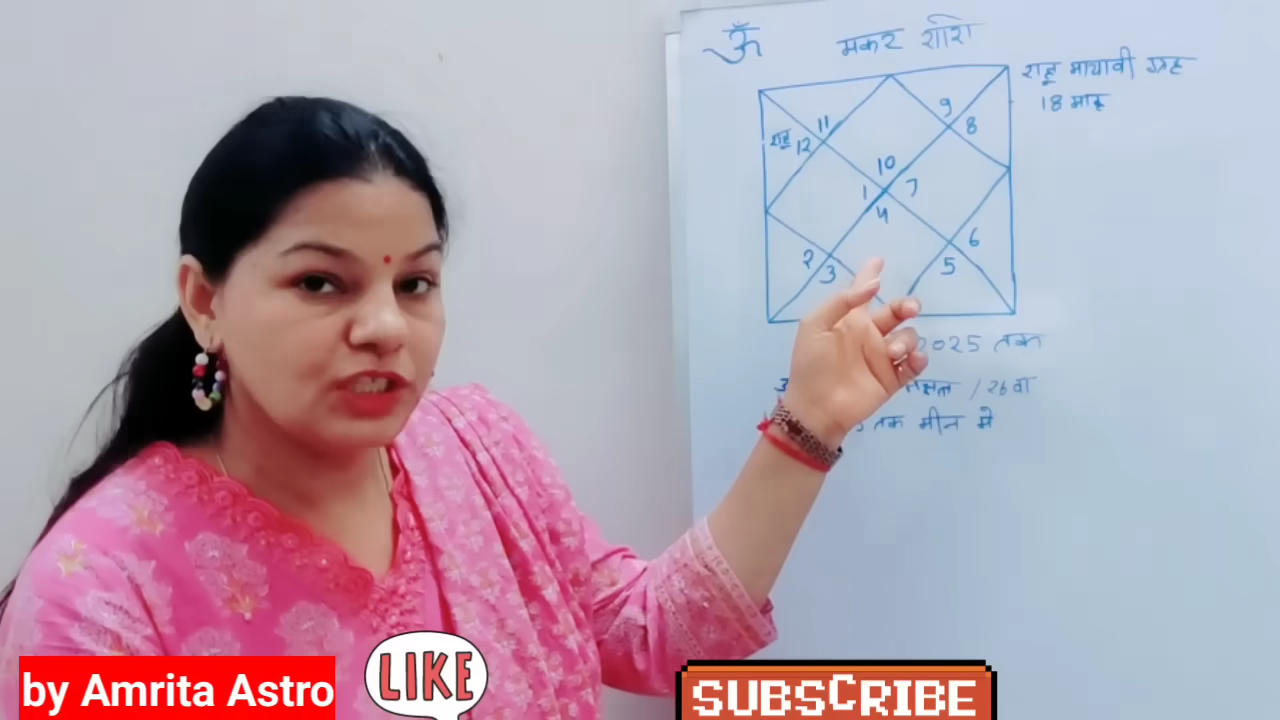 ॐ
मकर राशि
राहू मायावी ग्रह
18 माह
9
11
8
राहू
12
10
1
7
4
6
2
5
3
2025 तक
/26वा
तक मीन मे
by Amrita Astro
LIKE
SUBSCRIBE